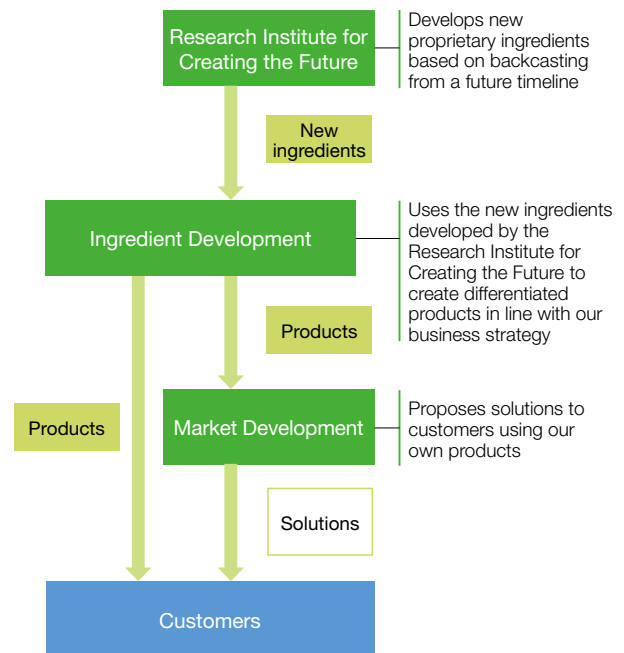 Research Institute for
Creating the Future
Develops new
proprietary ingredients
based on backcasting
from a future timeline
New
ingredients
Ingredient Development
Uses the new ingredients
developed by the
Research Institute for
Creating the Future to
create differentiated
products in line with our
business strategy
Products
Products
Market Development
Proposes solutions to
customers using our
own products
Solutions
Customers